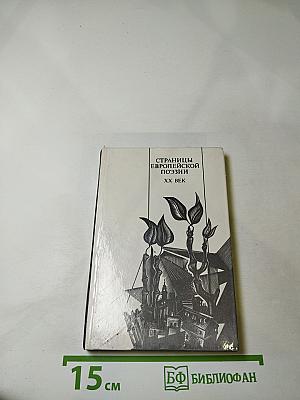 СТРАНИЦЫ
ЕВРОПЕЙСКОЙ
ПОЭЗИИ
XX ВЕК
15 см
БФ БИБЛИОФАН